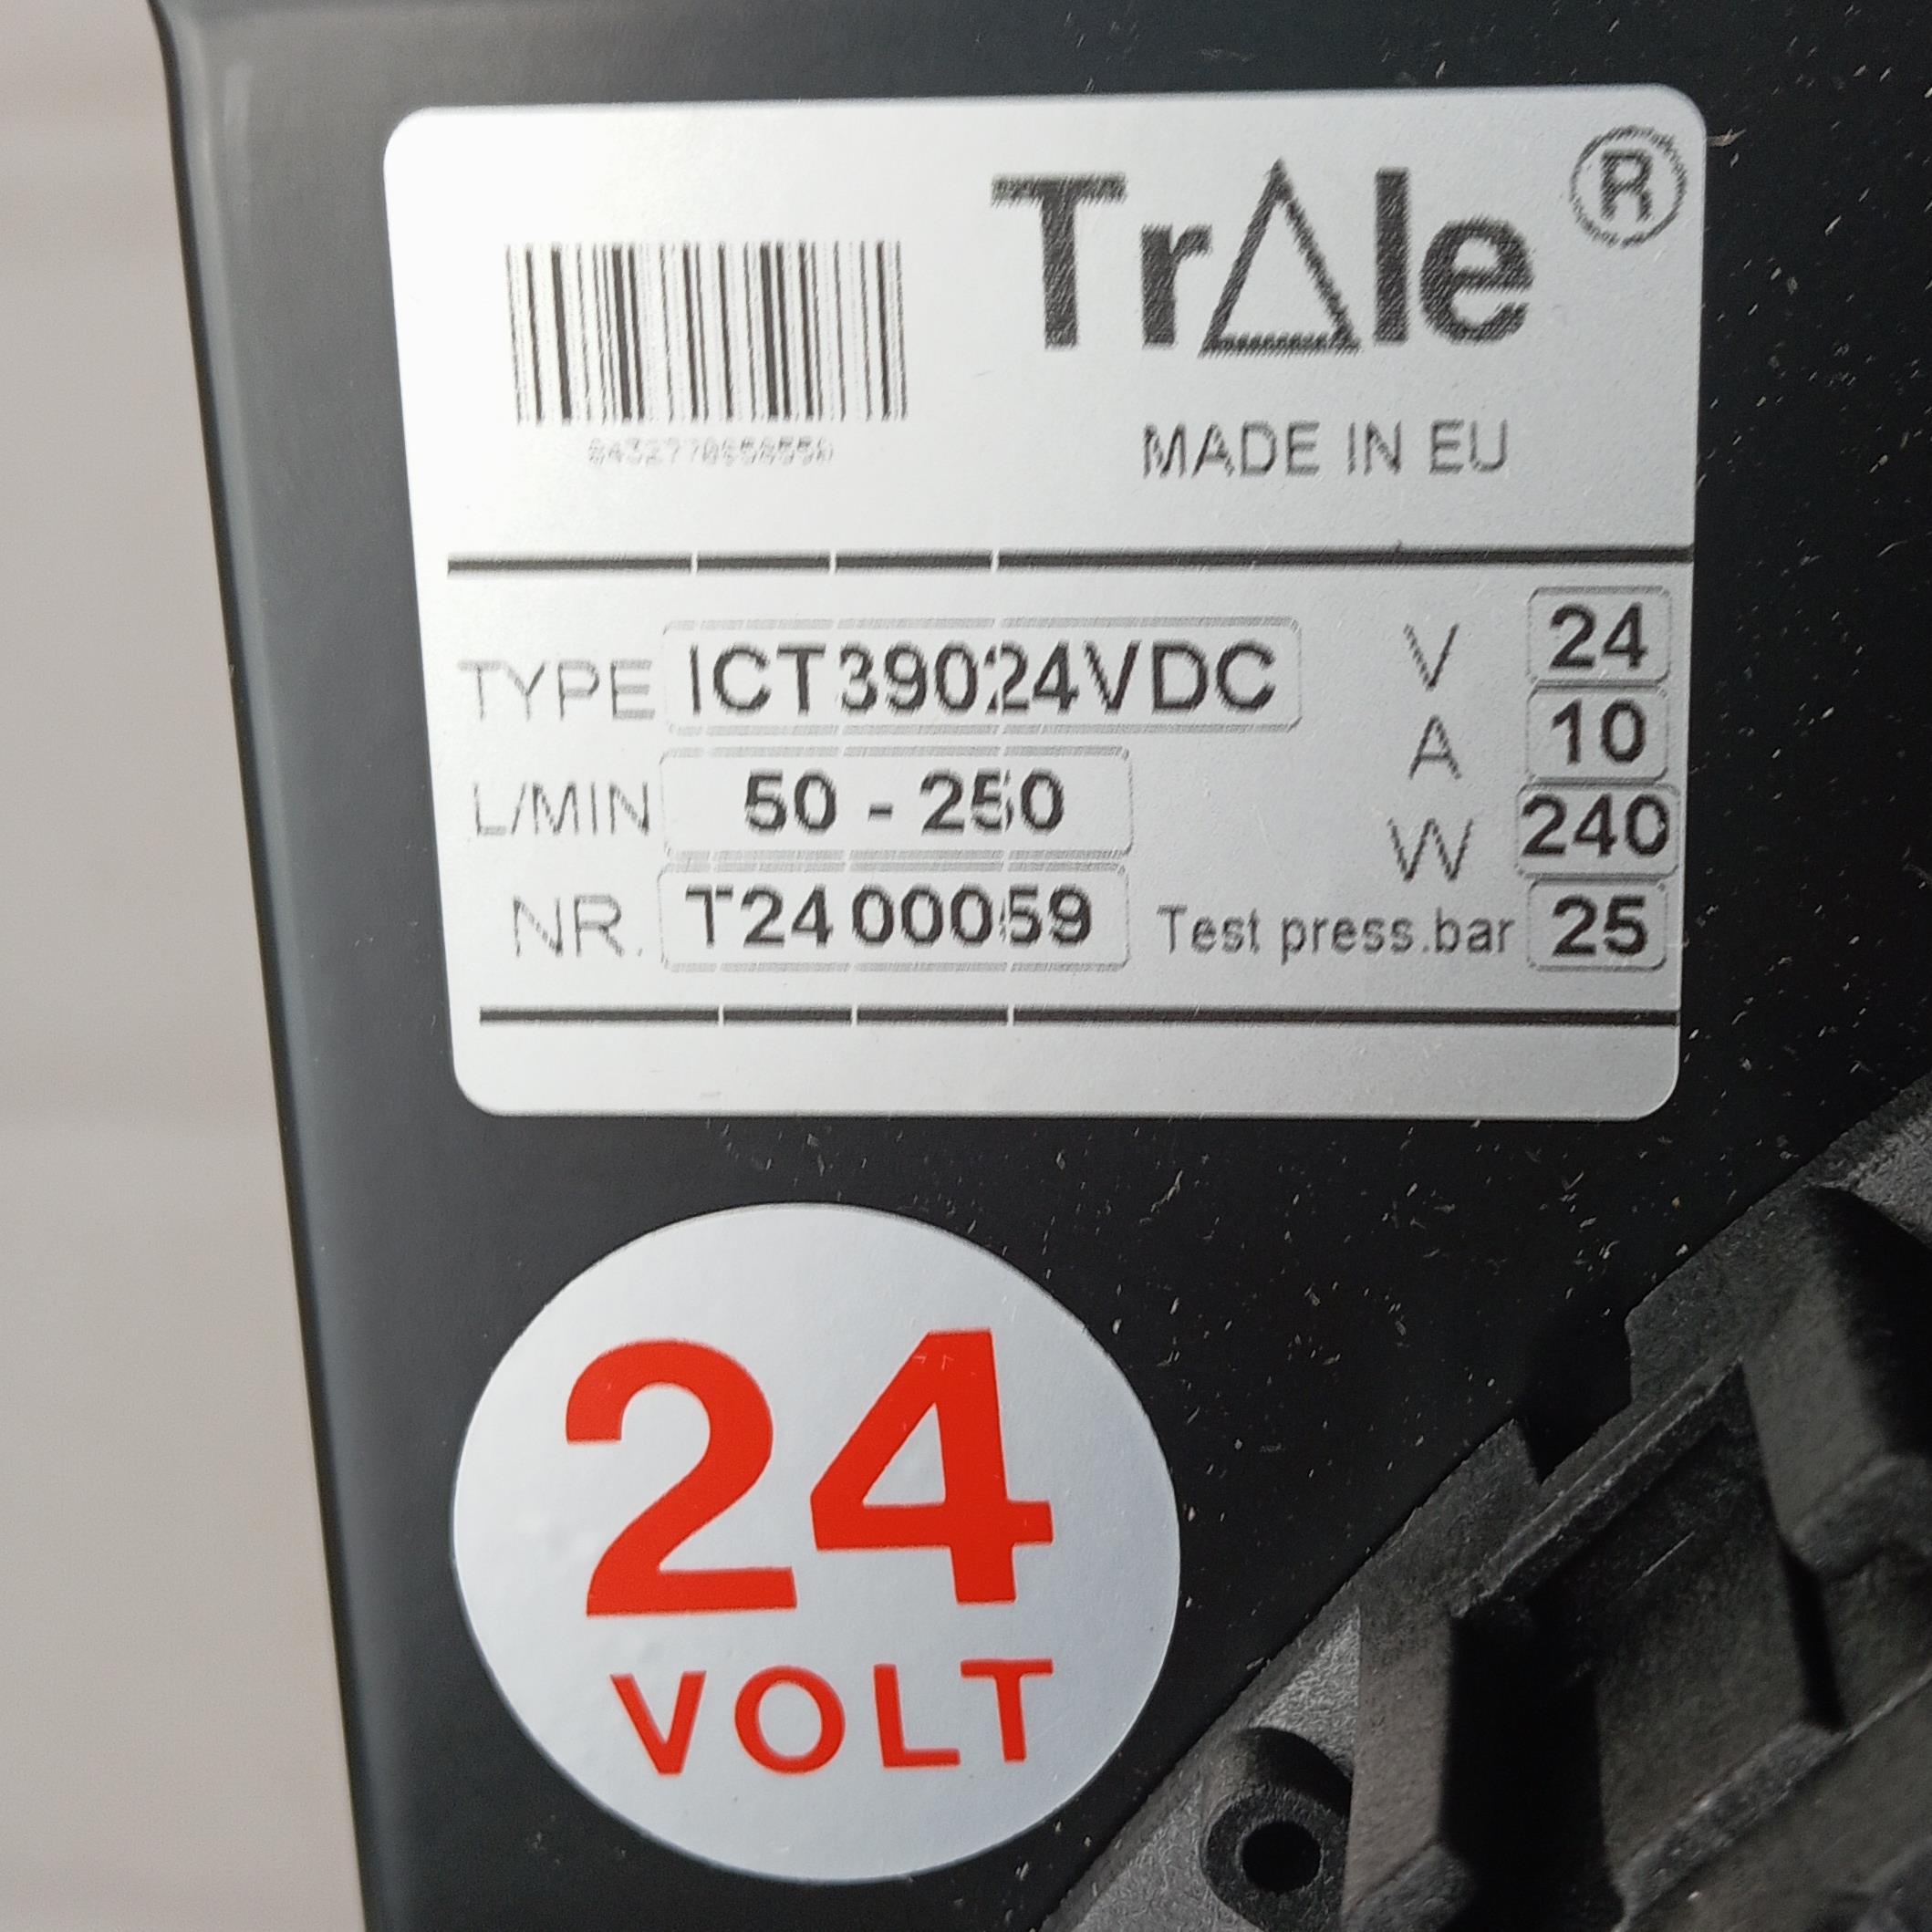 TrΔle ®
MADE IN EU
TYPE ICT39024VDC
L/MIN 50 - 250
NR. T2400059
V 24
A 10
W 240
Test press.bar 25
24
VOLT